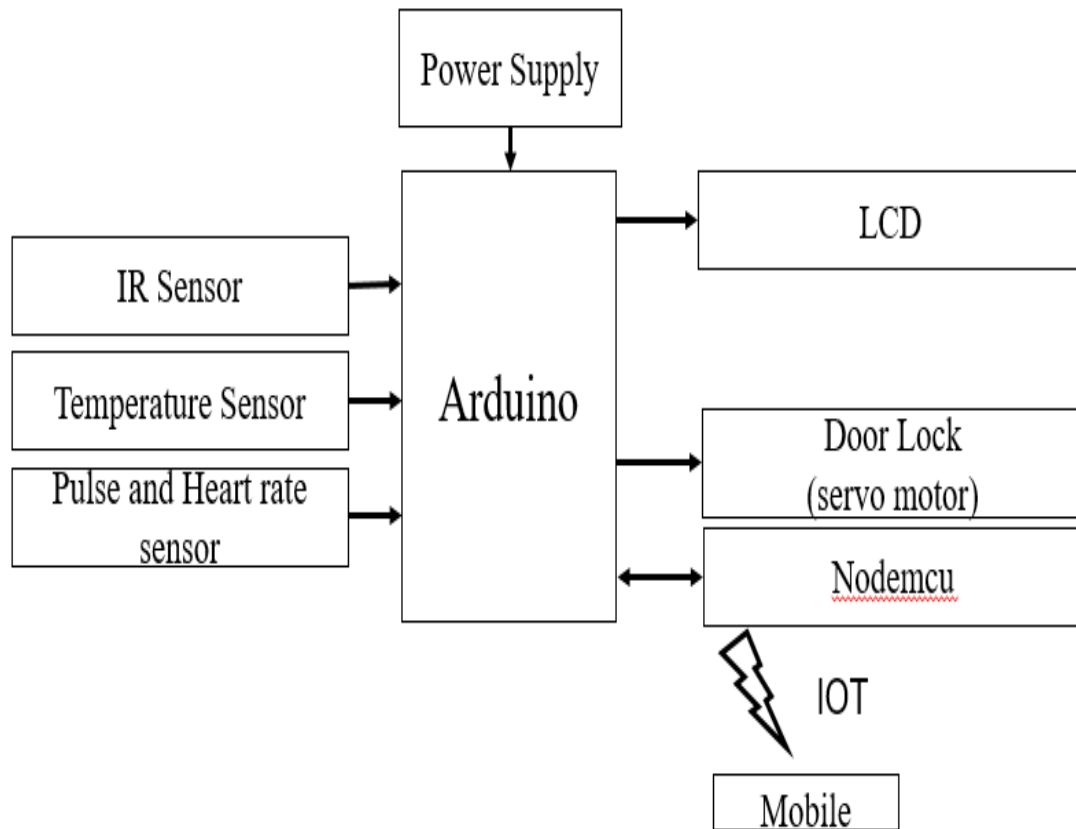 Power Supply
LCD
IR Sensor
Temperature Sensor
Arduino
Door Lock
(servo motor)
Pulse and Heart rate
sensor
Nodemcu
IOT
Mobile